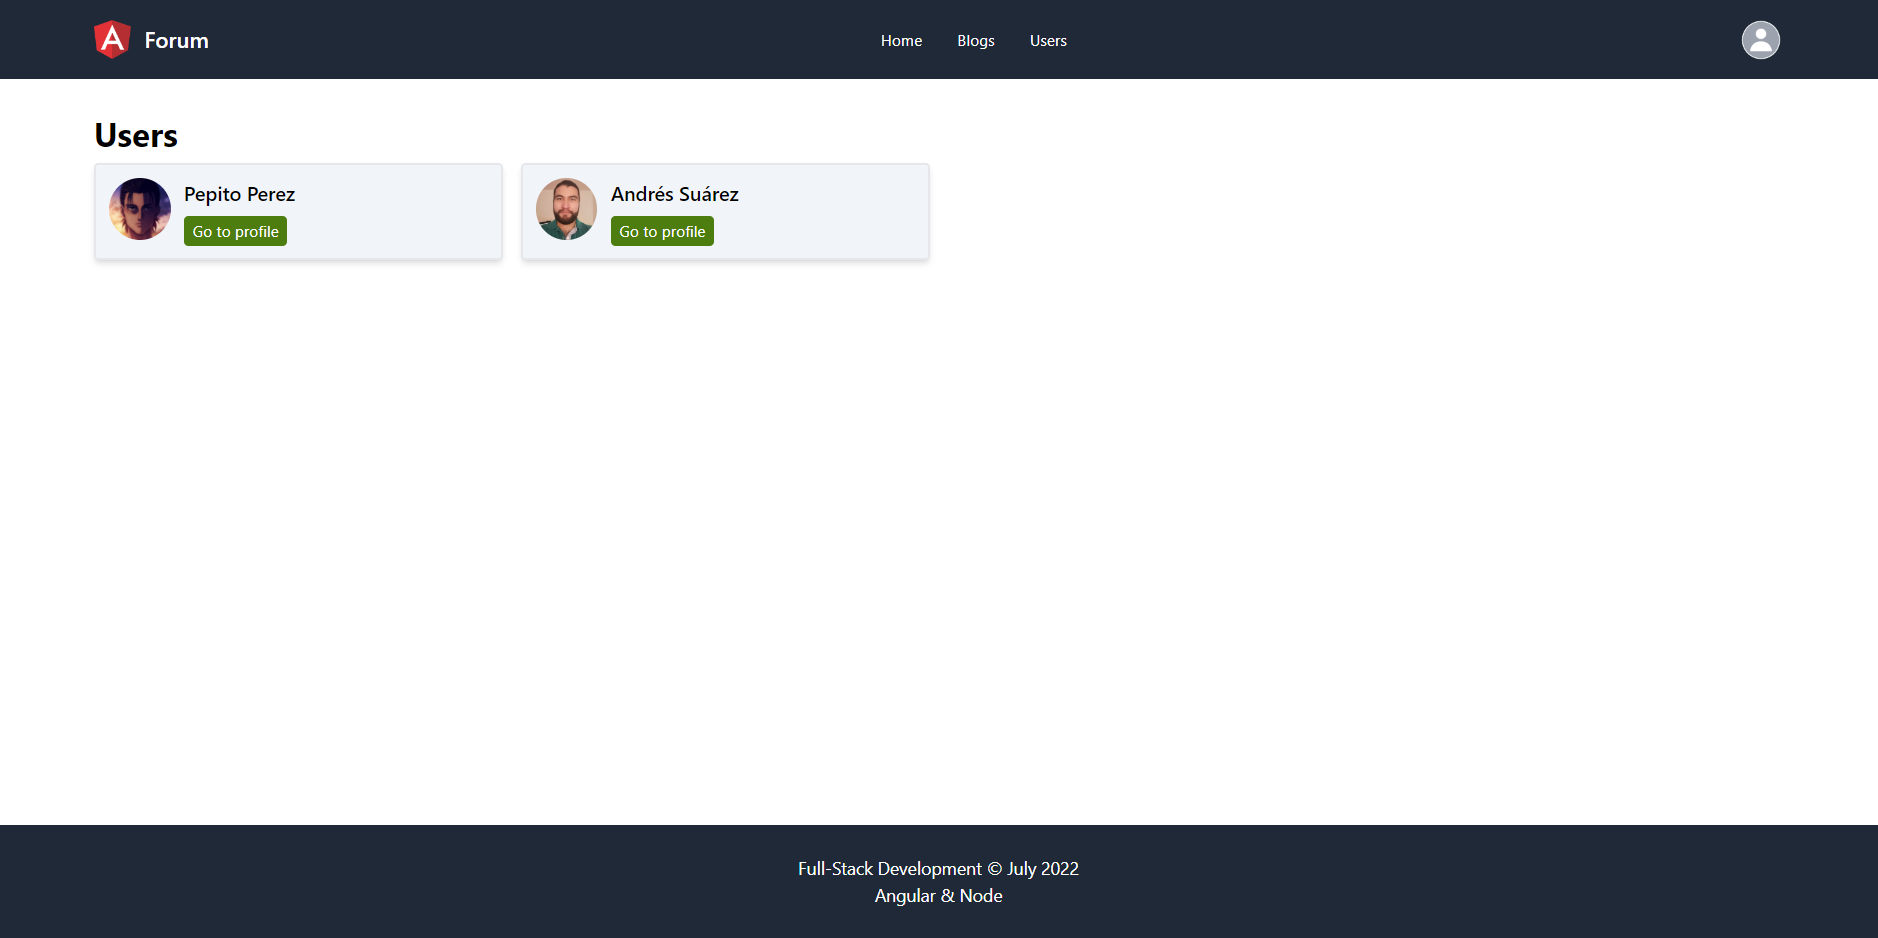 Forum
Home Blogs Users
Users
Pepito Perez
Go to profile
Andrés Suárez
Go to profile
Full-Stack Development © July 2022
Angular & Node